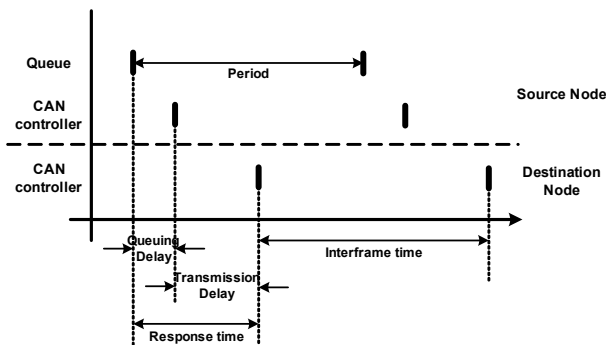 Queue
Period
Source Node
CAN
controller
CAN
controller
Destination
Node
Queuing
Delay
Interframe time
Transmission
Delay
Response time